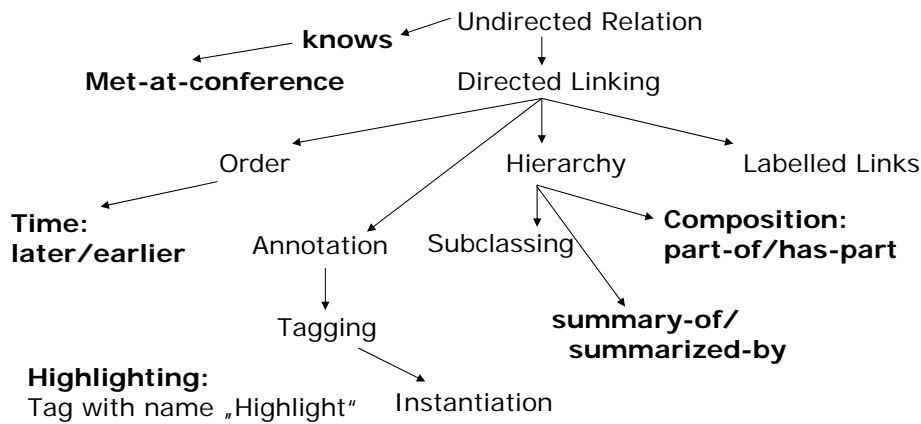 Undirected Relation
knows
Met-at-conference
Directed Linking
Order
Hierarchy
Labelled Links
Time:
later/earlier
Annotation
Subclassing
Composition:
part-of/has-part
Tagging
summary-of/
summarized-by
Highlighting:
Tag with name „Highlight“
Instantiation